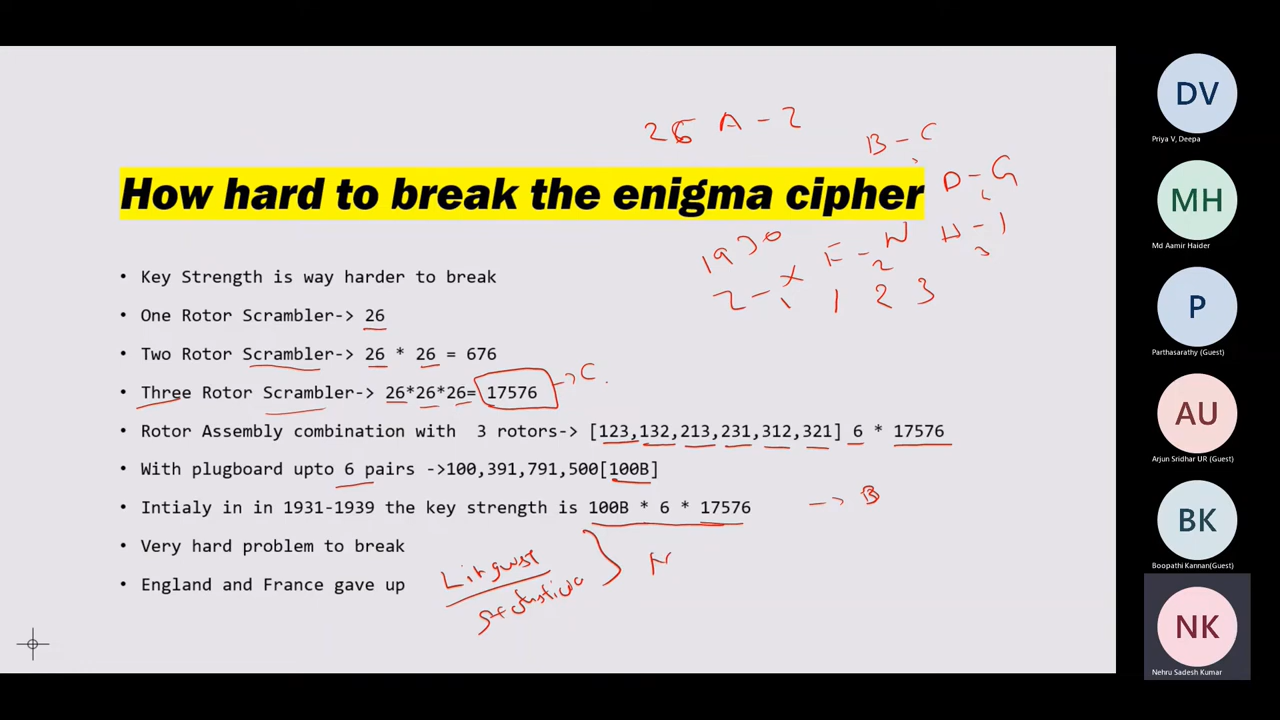 26 A - Z
B - C
D - G
How hard to break the enigma cipher
1930
F - W
H - I
2
3
Z - X
1
1 2 3
• Key Strength is way harder to break
• One Rotor Scrambler-> 26
• Two Rotor Scrambler-> 26 * 26 = 676
• Three Rotor Scrambler-> 26*26*26= 17576 -> C
• Rotor Assembly combination with 3 rotors-> [123,132,213,231,312,321] 6 * 17576
• With plugboard upto 6 pairs ->100,391,791,500[100B]
• Intialy in in 1931-1939 the key strength is 100B * 6 * 17576 -> B
• Very hard problem to break
• England and France gave up
Linguist
N
DV
Priya V, Deepa
MH
Md Aamir Haider
P
Parthasarathy (Guest)
AU
Arjun Sridhar UR (Guest)
BK
Boopathi Kannan(Guest)
NK
Nehru Sadesh Kumar